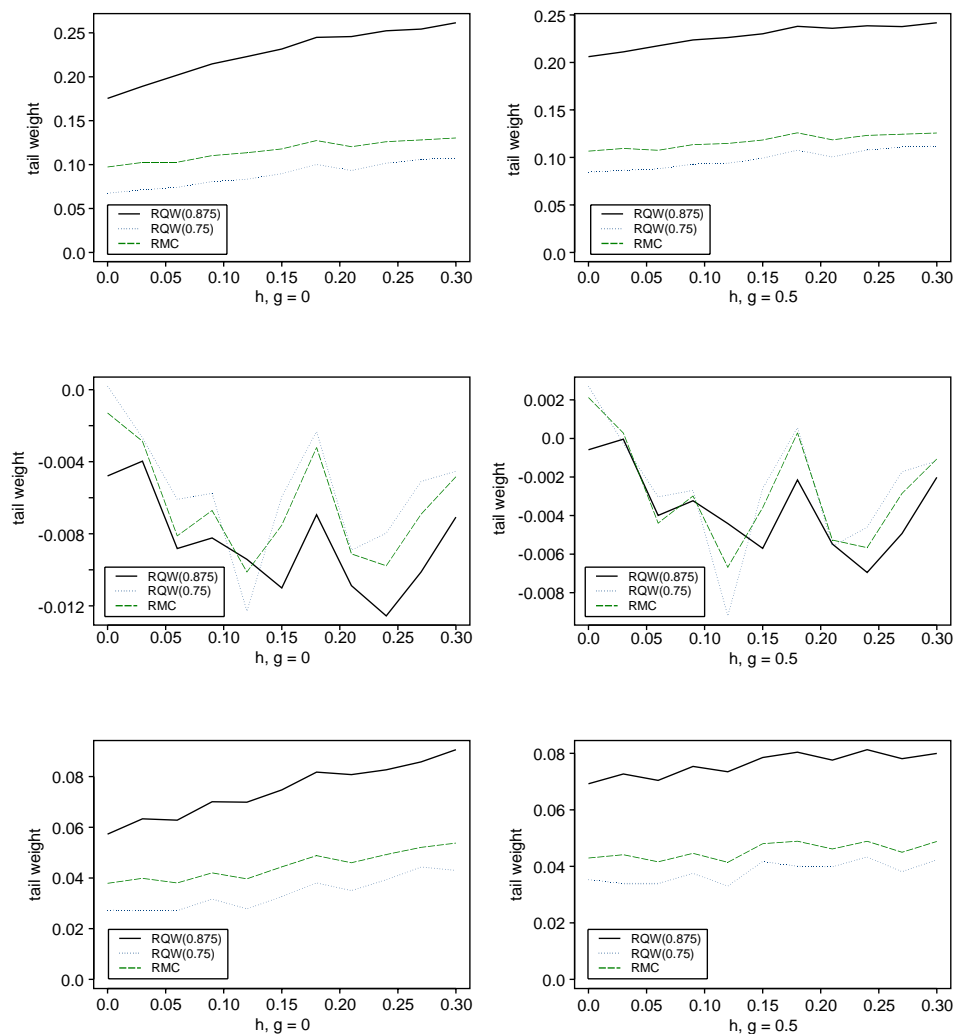 tail weight
0.25
0.20
0.15
0.10
0.05
0.0
RQW(0.875)
RQW(0.75)
RMC
0.0 0.05 0.10 0.15 0.20 0.25 0.30
h, g = 0
tail weight
0.25
0.20
0.15
0.10
0.05
0.0
RQW(0.875)
RQW(0.75)
RMC
0.0 0.05 0.10 0.15 0.20 0.25 0.30
h, g = 0.5
tail weight
0.0
-0.004
-0.008
-0.012
RQW(0.875)
RQW(0.75)
RMC
0.0 0.05 0.10 0.15 0.20 0.25 0.30
h, g = 0
tail weight
0.002
0.0
-0.002
-0.004
-0.006
-0.008
RQW(0.875)
RQW(0.75)
RMC
0.0 0.05 0.10 0.15 0.20 0.25 0.30
h, g = 0.5
tail weight
0.08
0.06
0.04
0.02
0.0
RQW(0.875)
RQW(0.75)
RMC
0.0 0.05 0.10 0.15 0.20 0.25 0.30
h, g = 0
tail weight
0.08
0.06
0.04
0.02
0.0
RQW(0.875)
RQW(0.75)
RMC
0.0 0.05 0.10 0.15 0.20 0.25 0.30
h, g = 0.5